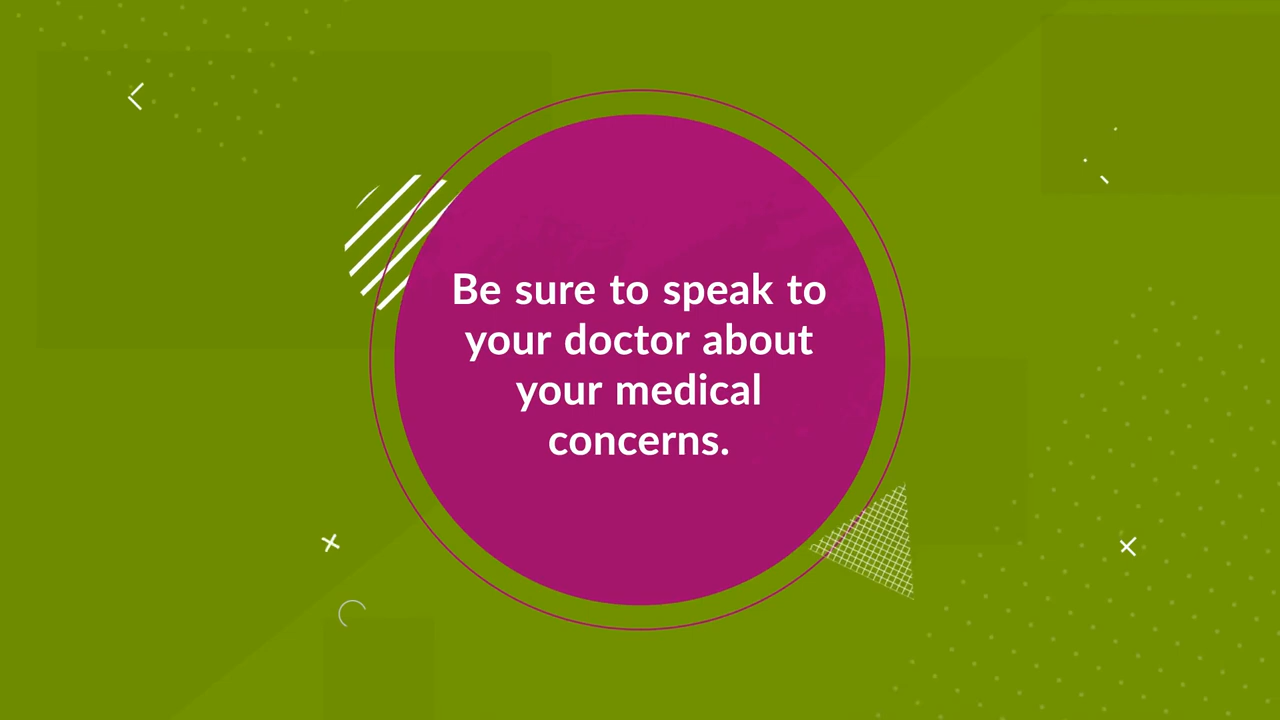 Be sure to speak to
your doctor about
your medical
concerns.